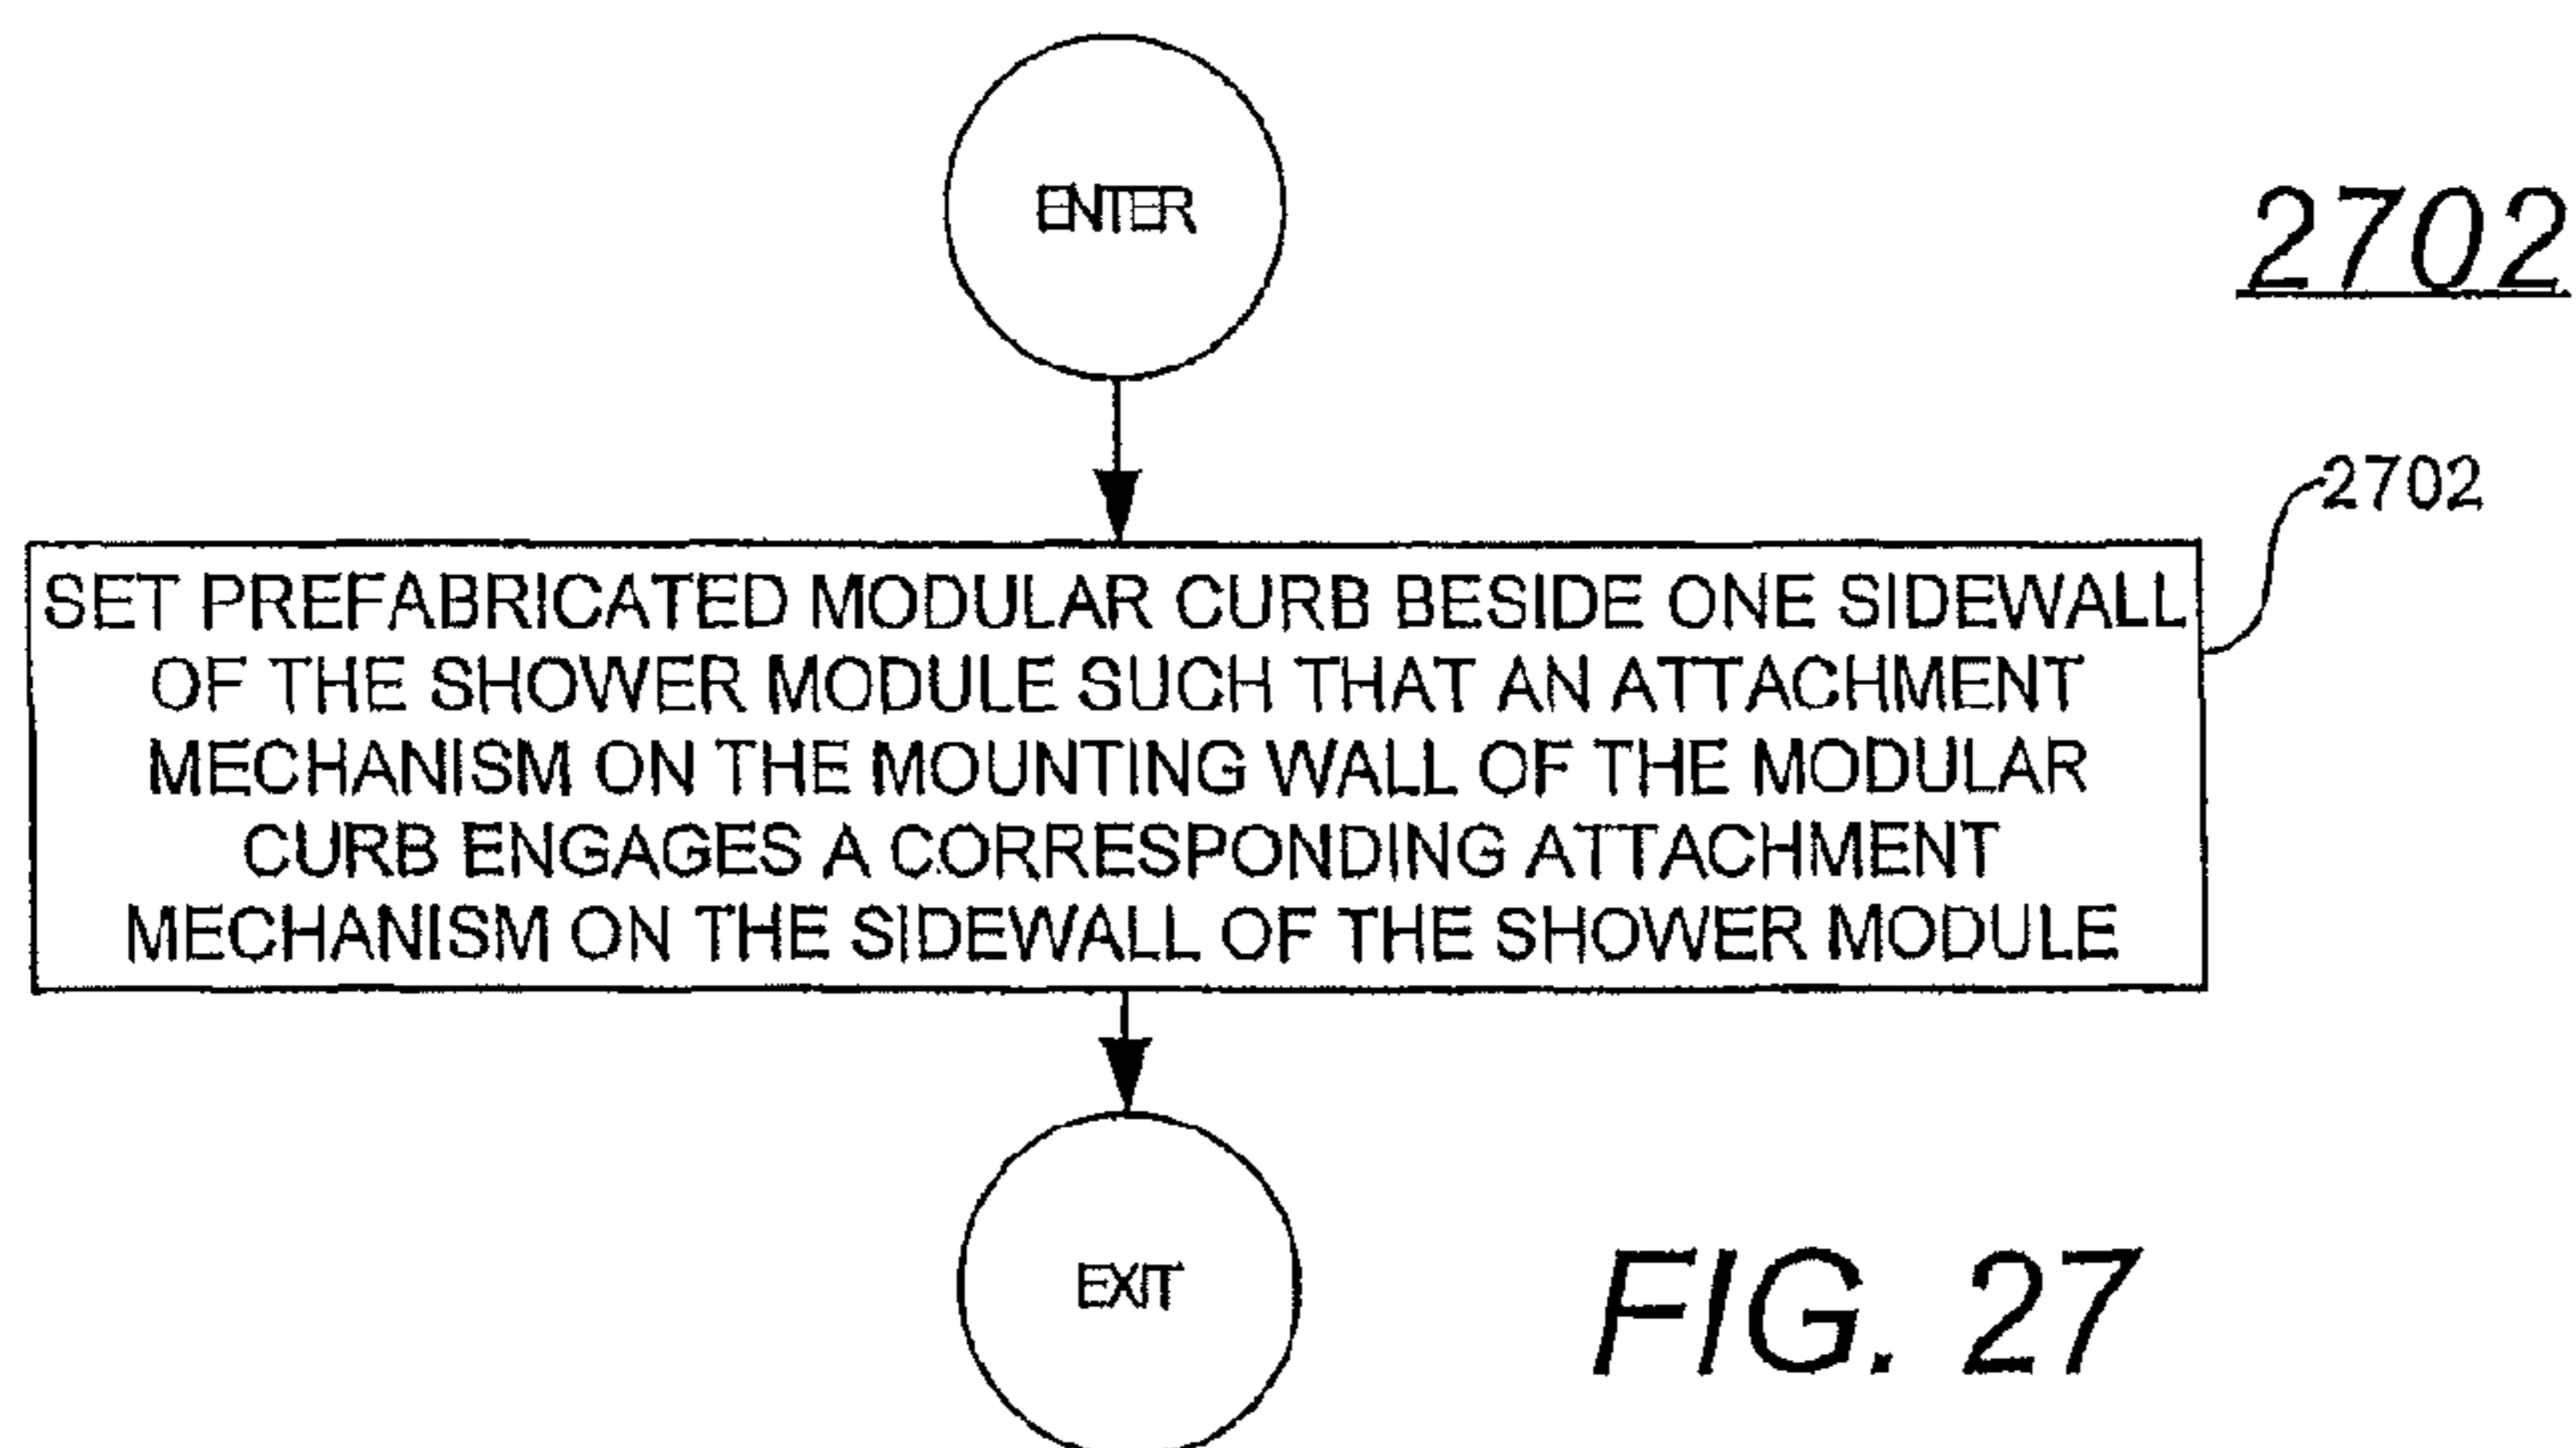 ENTER
2702
2702
SET PREFABRICATED MODULAR CURB BESIDE ONE SIDEWALL
OF THE SHOWER MODULE SUCH THAT AN ATTACHMENT
MECHANISM ON THE MOUNTING WALL OF THE MODULAR
CURB ENGAGES A CORRESPONDING ATTACHMENT
MECHANISM ON THE SIDEWALL OF THE SHOWER MODULE
EXIT
FIG. 27